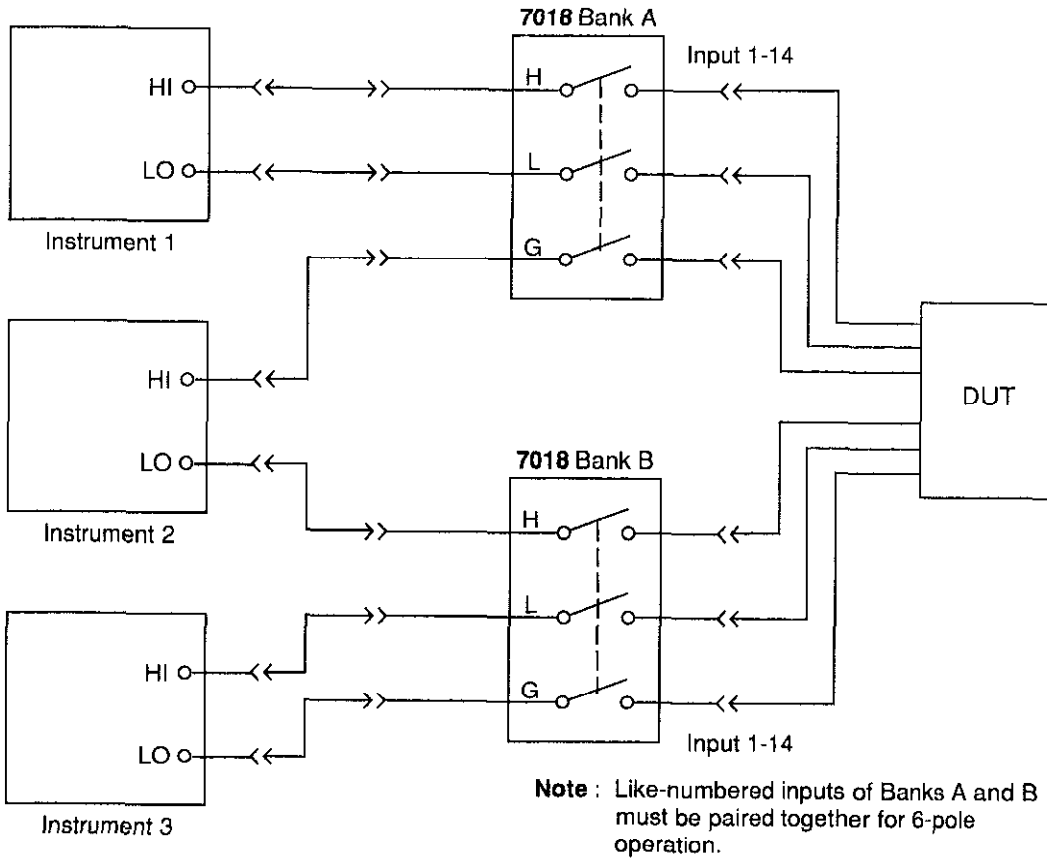 7018 Bank A
Input 1-14
HI
H
LO
L
G
Instrument 1
HI
LO
DUT
7018 Bank B
Instrument 2
H
HI
L
LO
G
Input 1-14
Instrument 3
Note : Like-numbered inputs of Banks A and B
must be paired together for 6-pole
operation.